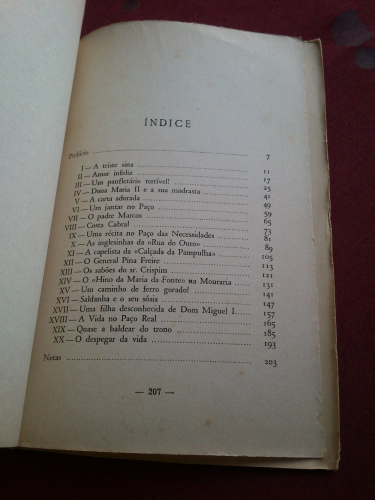 ÍNDICE
Prefácio 7
I — A triste sina
II — Amor infeliz 11
III — Um panfletário terrível! 17
IV — Dona Maria II e a sua madrasta 25
V — A carta adorada 41
VI — Um jantar no Paço 49
VII — O padre Marcos 59
VIII — Costa Cabral 65
IX — Uma récita no Paço das Necessidades 73
X — As inglesinhas da «Rua do Ouro» 81
XI — A capelista da «Calçada da Pampulha» 89
XII — O General Pina Freire 105
XIII — Os sabões do sr. Crispim 113
XIV — O «Hino da Maria da Fonte» na Mouraria 121
XV — Um caminho de ferro gorado! 131
XVI — Saldanha e o seu sósia 141
XVII — Uma filha desconhecida de Dom Miguel I. 147
XVIII — A Vida no Paço Real 157
XIX — Quase a baldear do trono 165
XX — O despegar da vida 185
193
Notas 203
— 207 —